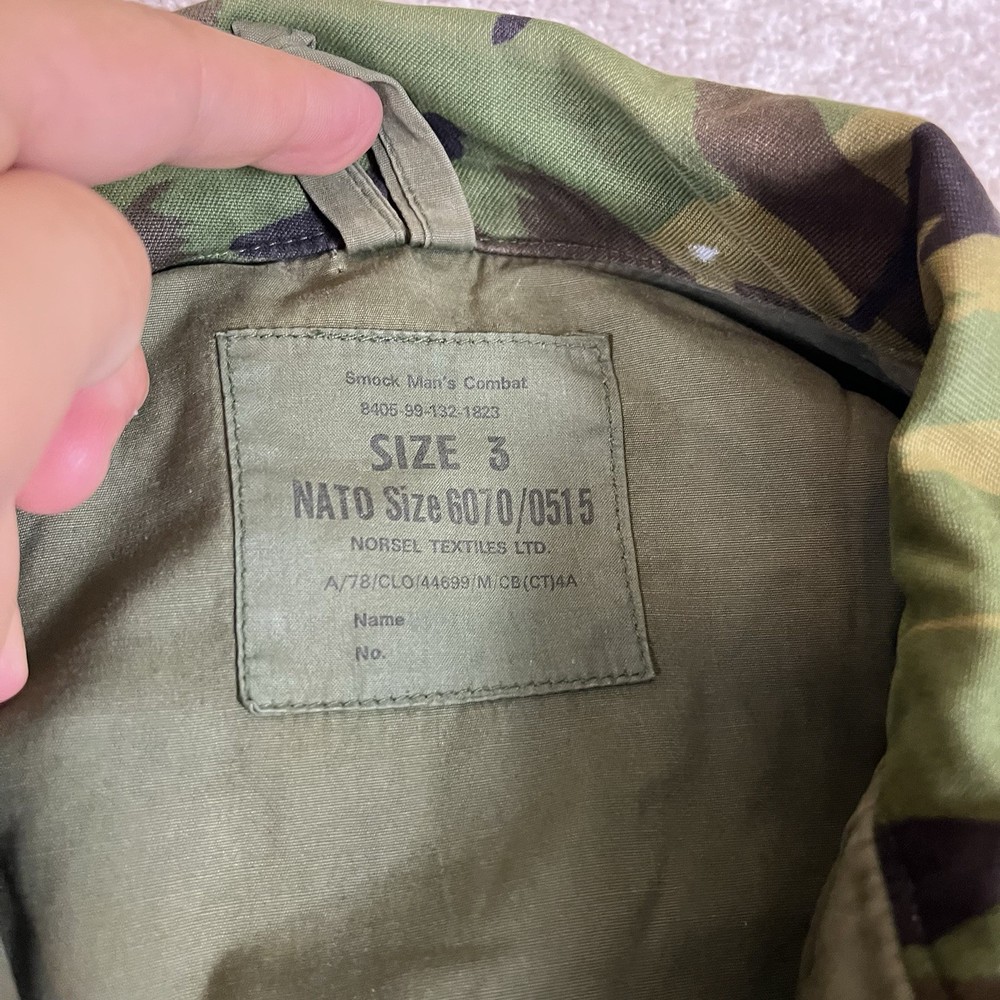 Smock Man's Combat
8405-99-132-1823
SIZE 3
NATO Size 6070/0515
NORSEL TEXTILES LTD.
A/78/CLO/44699/M/CB(CT)4A
Name
No.